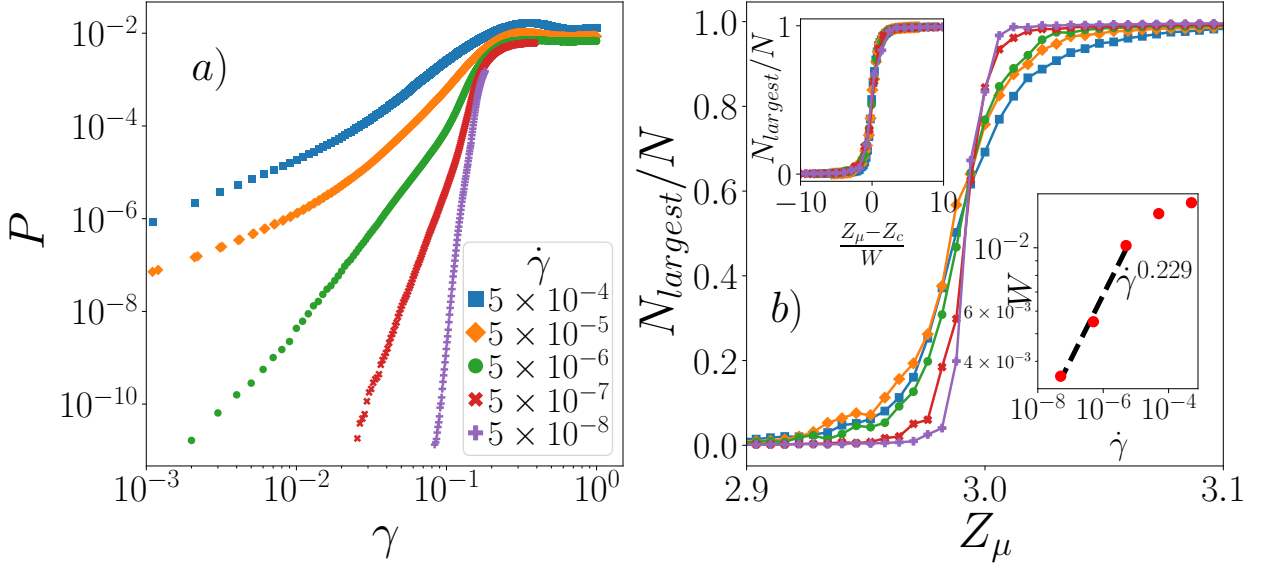 a)
P
10^{-2}
10^{-4}
10^{-6}
10^{-8}
10^{-10}
10^{-3}
10^{-2}
10^{-1}
10^{0}
γ
γ̇
5 × 10^{-4}
5 × 10^{-5}
5 × 10^{-6}
5 × 10^{-7}
5 × 10^{-8}
b)
N_{largest}/N
1.0
0.8
0.6
0.4
0.2
0.0
2.9
3.0
3.1
Z_μ
N_{largest}/N
1
0
−10
0
10
\frac{Z_μ−Z_c}{W}
W
10^{-2}
6 × 10^{-3}
4 × 10^{-3}
γ̇^{0.229}
10^{-8}
10^{-6}
10^{-4}
γ̇